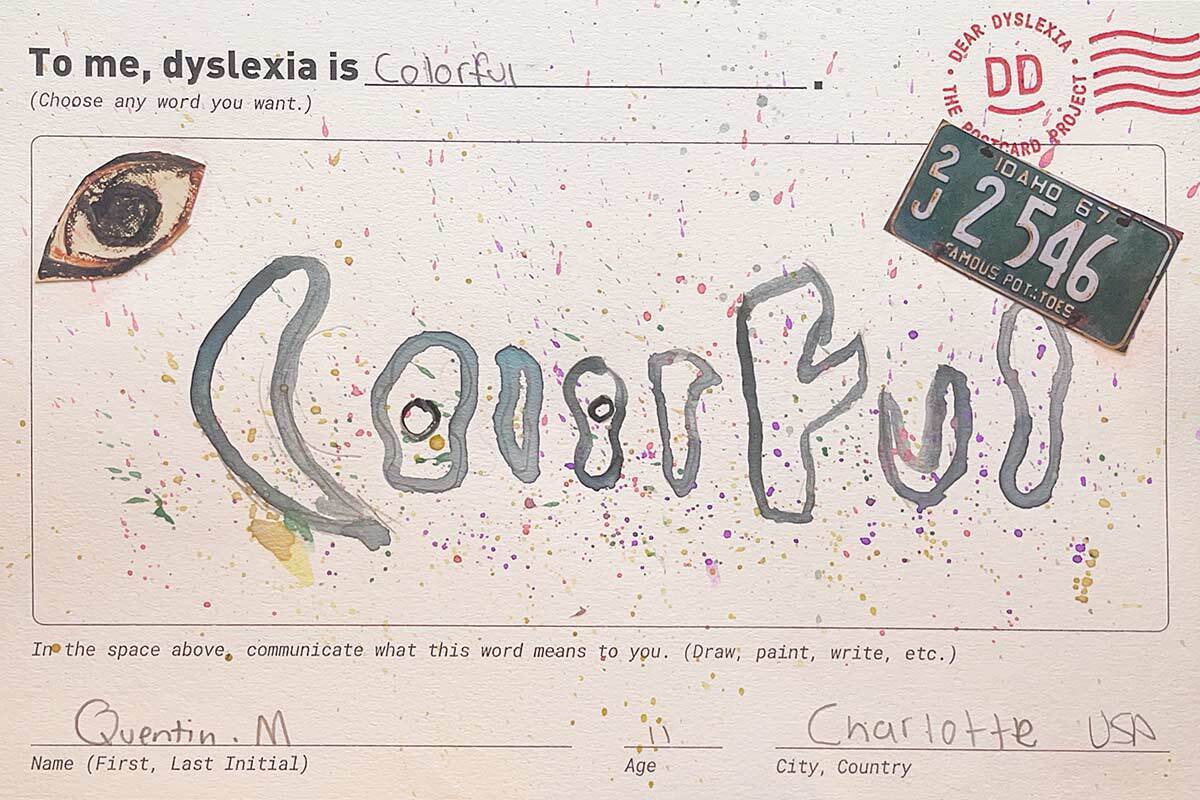 To me, dyslexia is Colorful.
(Choose any word you want.)
· DEAR DYSLEXIA · THE POSTCARD PROJECT
DD
2J
IDAHO 67
2546
FAMOUS POTATOES
Colorful
In the space above, communicate what this word means to you. (Draw, paint, write, etc.)
Quentin. M 11 Charlotte USA
Name (First, Last Initial) Age City, Country